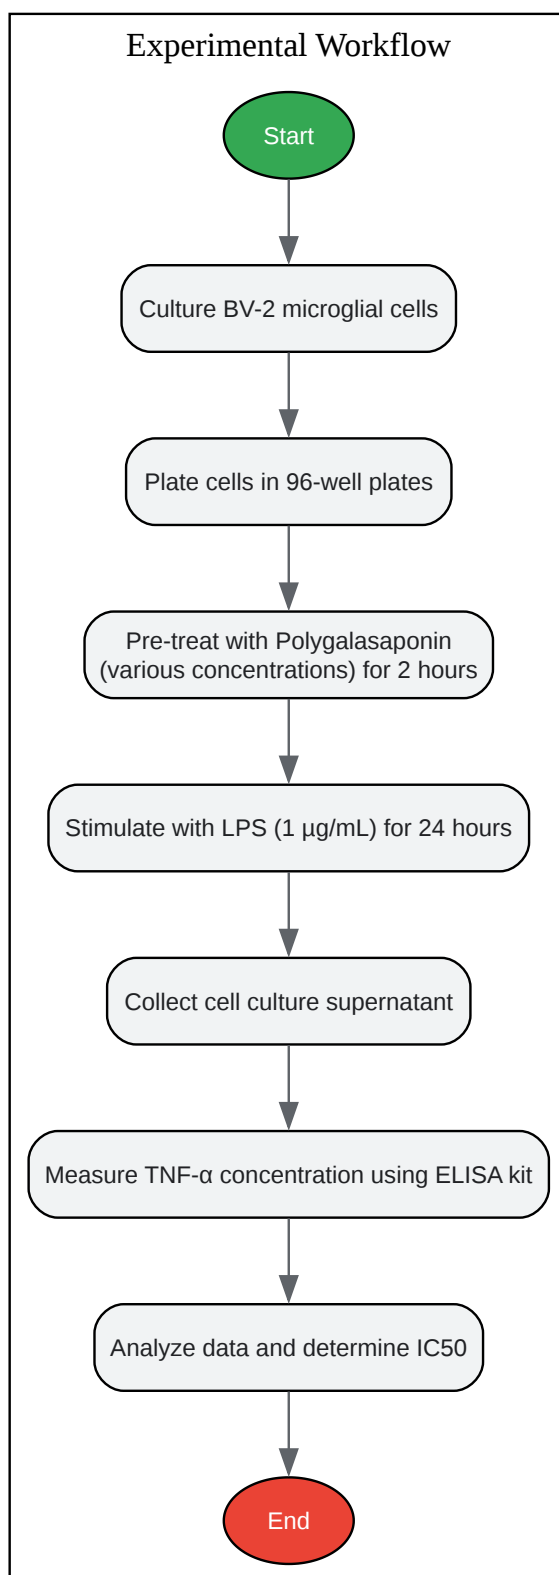 Experimental Workflow
Start
Culture BV-2 microglial cells
Plate cells in 96-well plates
Pre-treat with Polygalasaponin
(various concentrations) for 2 hours
Stimulate with LPS (1 µg/mL) for 24 hours
Collect cell culture supernatant
Measure TNF-α concentration using ELISA kit
Analyze data and determine IC50
End